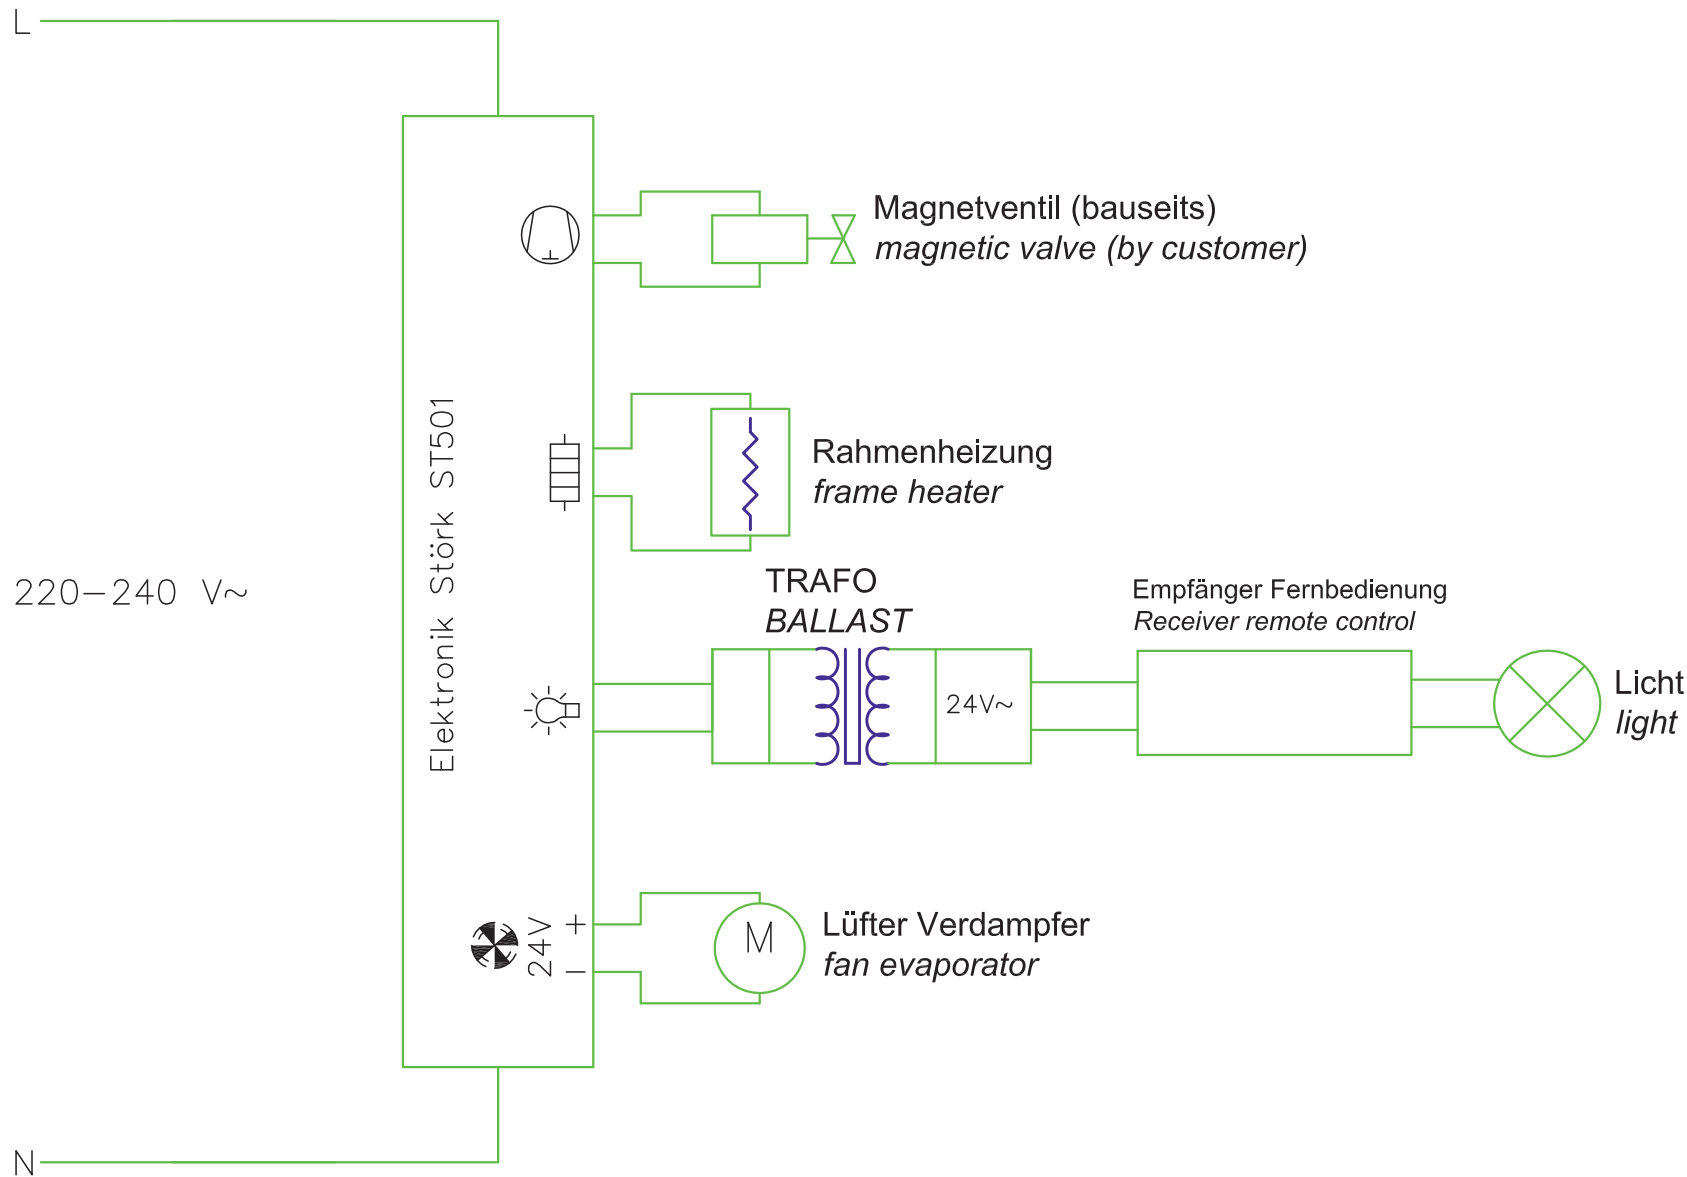 L
Magnetventil (bauseits)
magnetic valve (by customer)
Elektronik Störk ST501
Rahmenheizung
frame heater
220-240 V~
TRAFO
BALLAST
Empfänger Fernbedienung
Receiver remote control
24V~
Licht
light
24V
+
−
M
Lüfter Verdampfer
fan evaporator
N